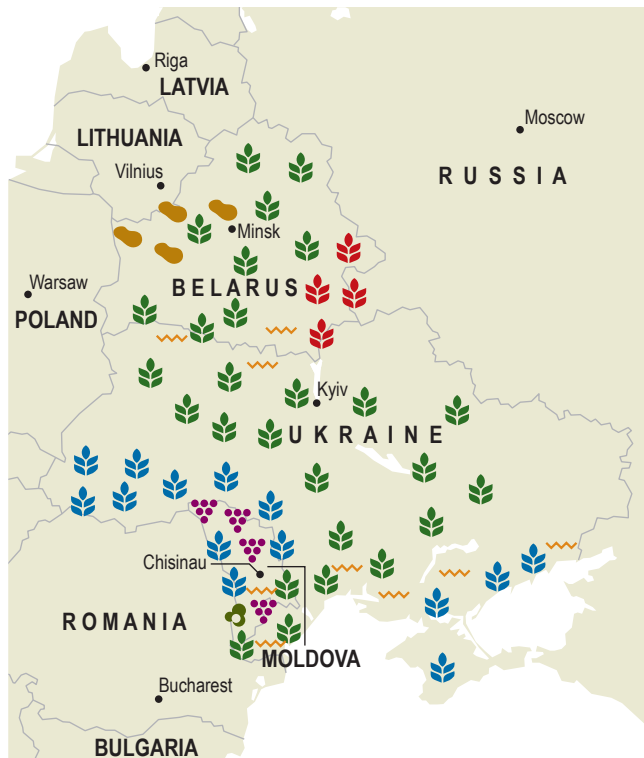 Riga
LATVIA
Moscow
LITHUANIA
Vilnius
RUSSIA
Minsk
BELARUS
Warsaw
POLAND
Kyiv
UKRAINE
Chisinau
ROMANIA
MOLDOVA
Bucharest
BULGARIA